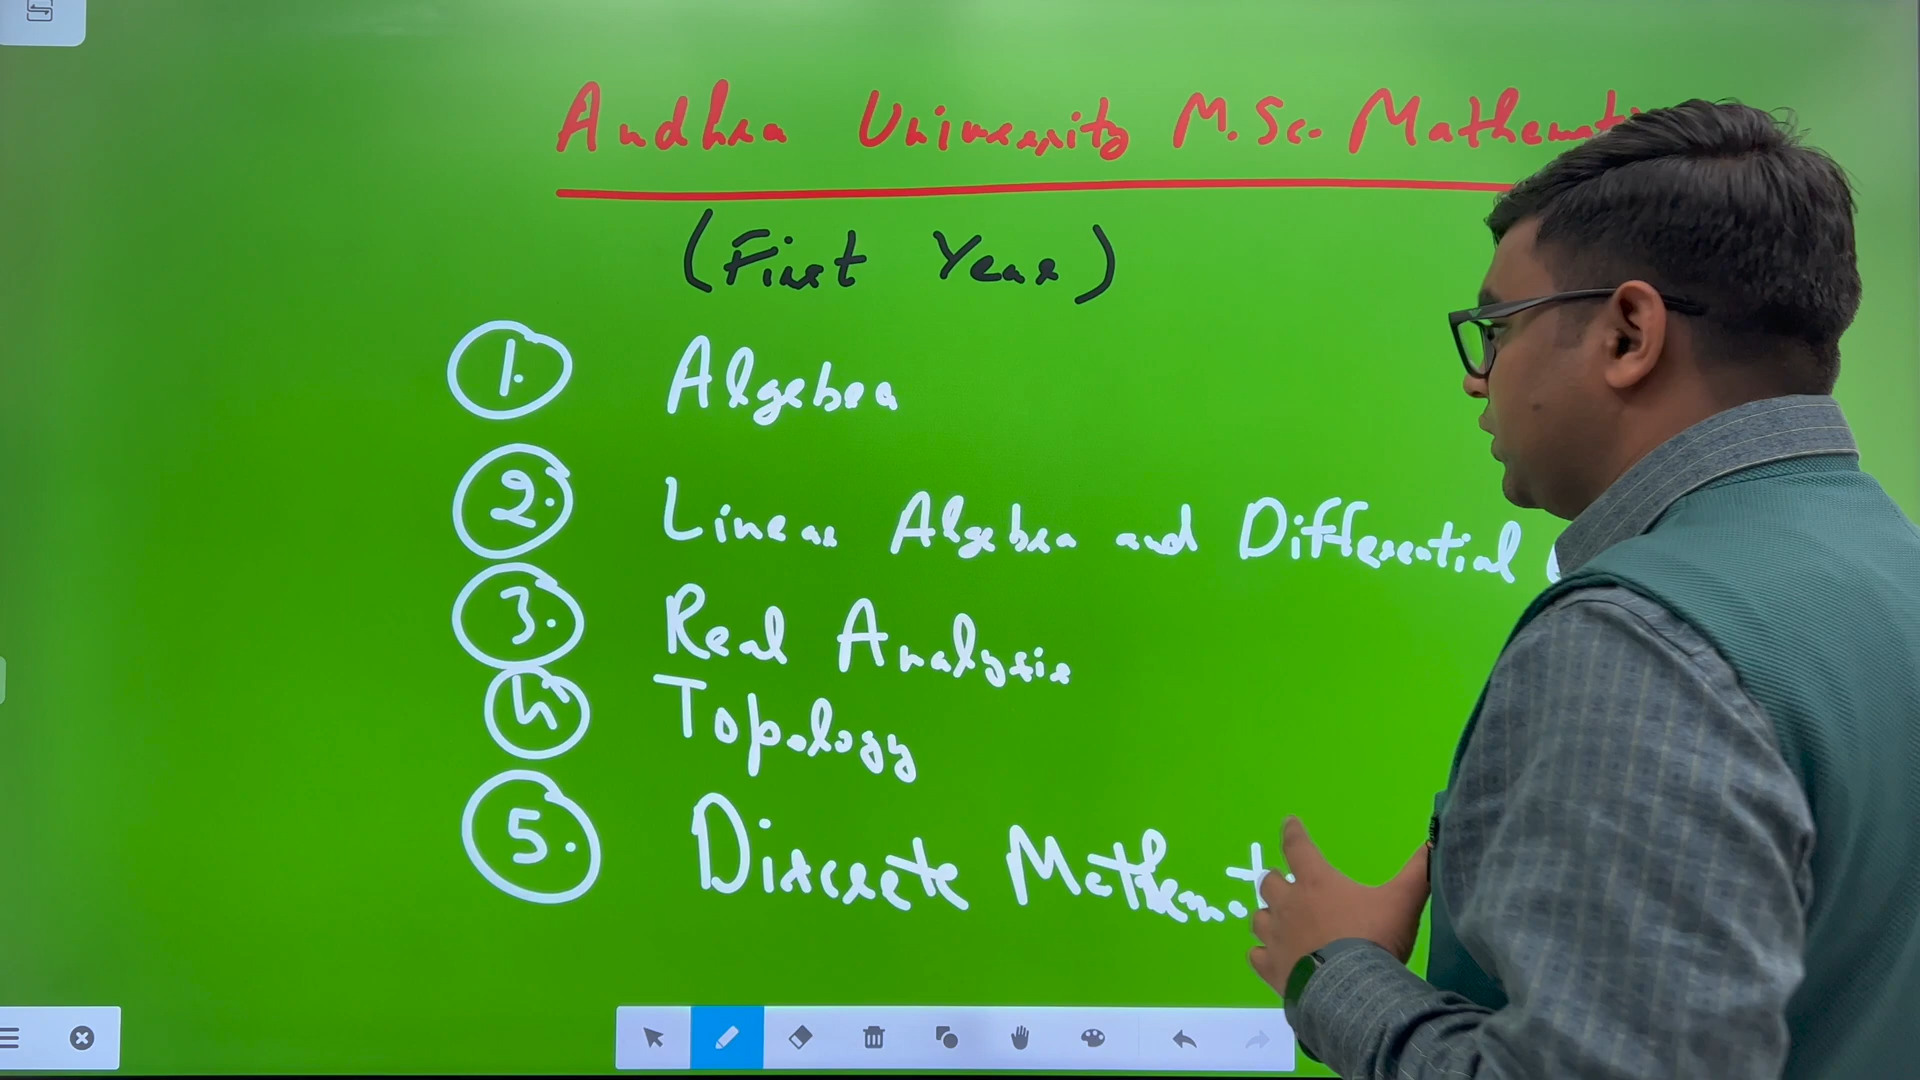 Andhra University M.Sc. Mathemati
(First Year)
1. Algebra
2. Linear Algebra and Differential
3. Real Analysis
4. Topology
5. Discrete Mathemat